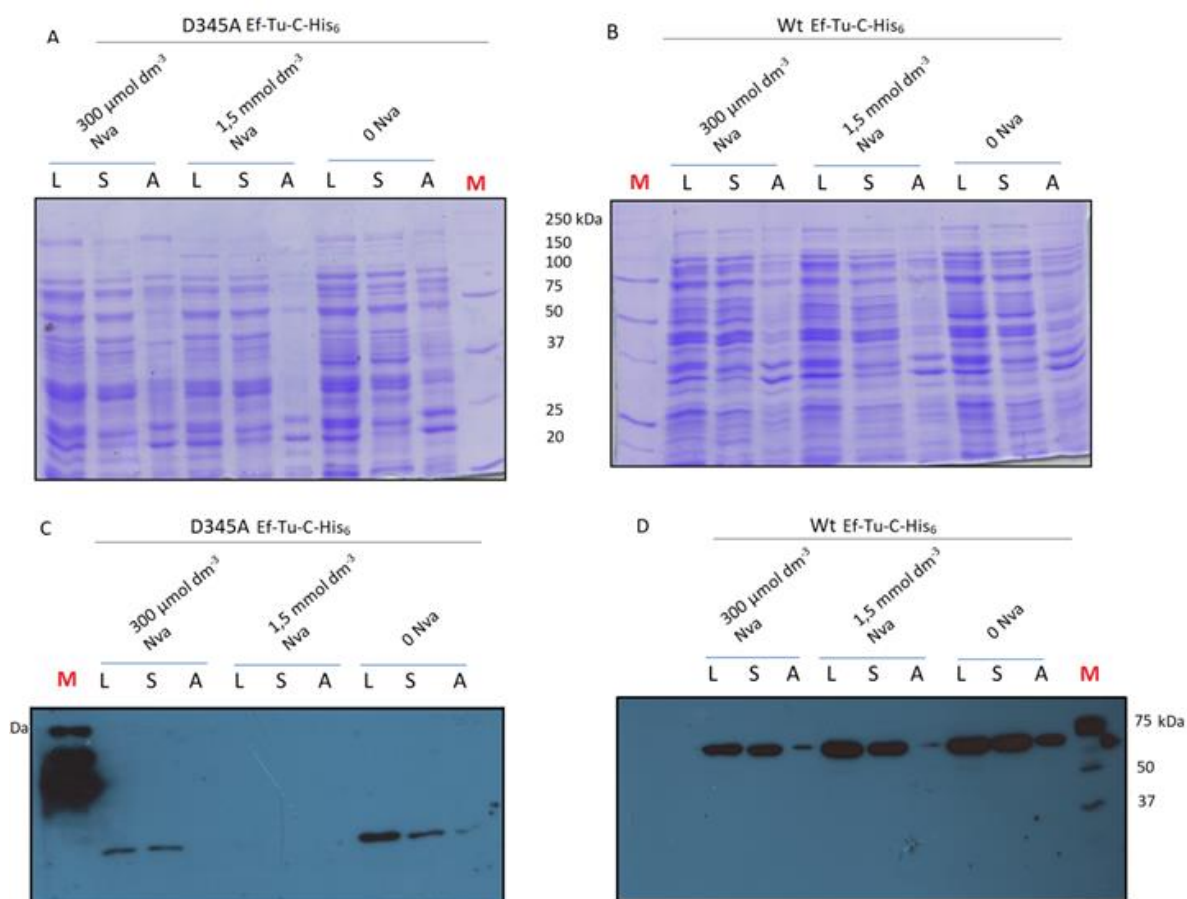 A
D345A Ef-Tu-C-His₆
300 µmol dm⁻³
Nva
1,5 mmol dm⁻³
Nva
0 Nva
L S A L S A L S A M
B
Wt Ef-Tu-C-His₆
300 µmol dm⁻³
Nva
1,5 mmol dm⁻³
Nva
0 Nva
M L S A L S A L S A
250 kDa
150
100
75
50
37
25
20
C
D345A Ef-Tu-C-His₆
300 µmol dm⁻³
Nva
1,5 mmol dm⁻³
Nva
0 Nva
M L S A L S A L S A
Da
D
Wt Ef-Tu-C-His₆
300 µmol dm⁻³
Nva
1,5 mmol dm⁻³
Nva
0 Nva
L S A L S A L S A M
75 kDa
50
37